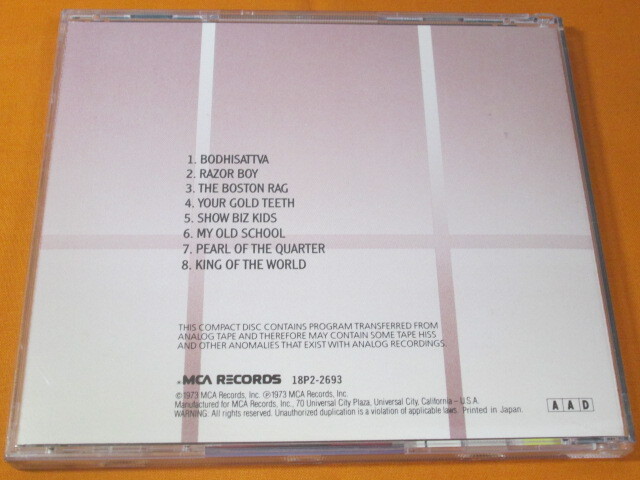 1. BODHISATTVA
2. RAZOR BOY
3. THE BOSTON RAG
4. YOUR GOLD TEETH
5. SHOW BIZ KIDS
6. MY OLD SCHOOL
7. PEARL OF THE QUARTER
8. KING OF THE WORLD
THIS COMPACT DISC CONTAINS PROGRAM TRANSFERRED FROM
ANALOG TAPE AND THEREFORE MAY CONTAIN SOME TAPE HISS
AND OTHER ANOMALIES THAT EXIST WITH ANALOG RECORDINGS.
MCA RECORDS 18P2-2693
©1973 MCA Records, Inc. ℗1973 MCA Records, Inc.
Manufactured for MCA Records, Inc., 70 Universal City Plaza, Universal City, California – U.S.A.
WARNING: All rights reserved. Unauthorized duplication is a violation of applicable laws. Printed in Japan.
A A D